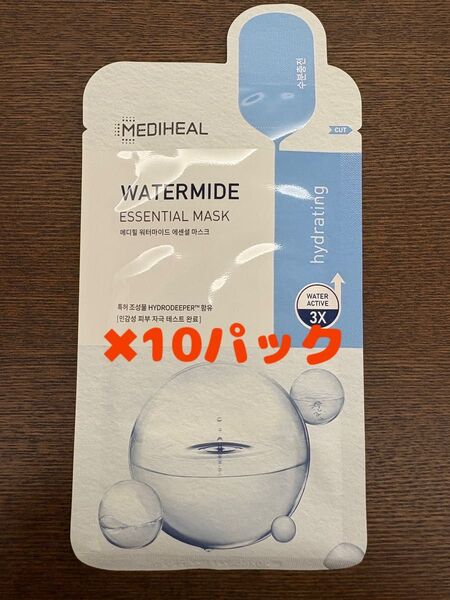 수분충전
CUT
MEDIHEAL
WATERMIDE
ESSENTIAL MASK
메디힐 워터마이드 에센셜 마스크
hydrating
특허 조성물 HYDRODEEPER™ 함유
[민감성 피부 자극 테스트 완료]
WATER
ACTIVE
3X
×10パック